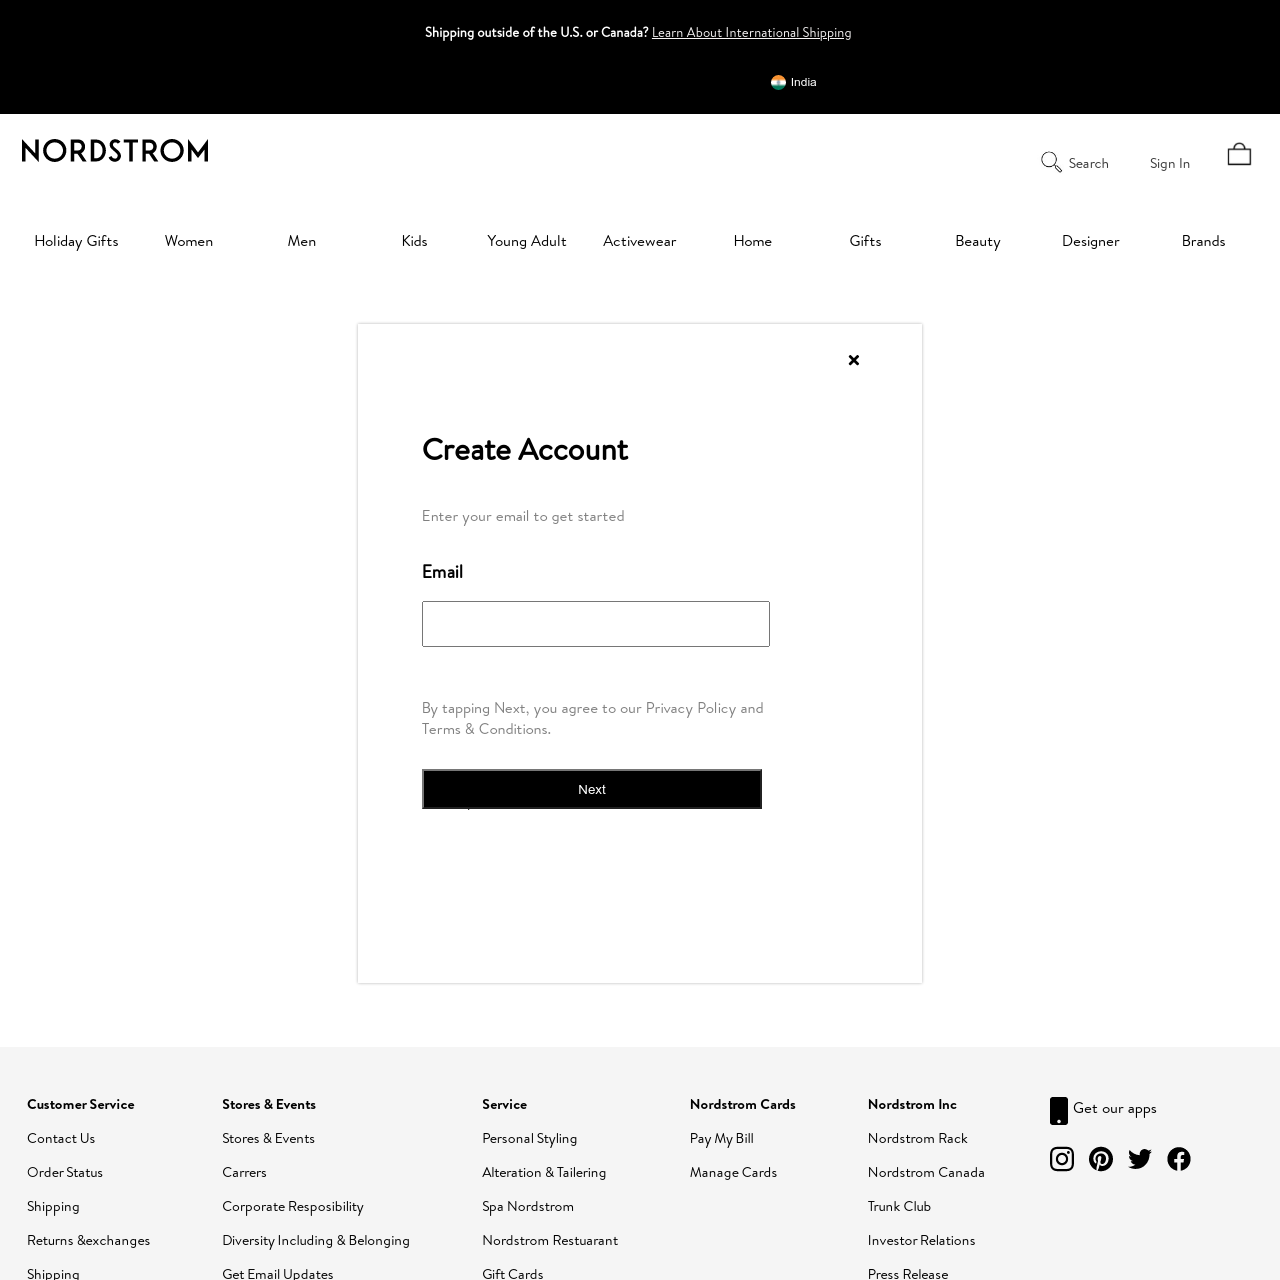 Shipping outside of the U.S. or Canada? Learn About International Shipping
India
NORDSTROM
Search Sign In
Holiday Gifts Women Men Kids Young Adult Activewear Home Gifts Beauty Designer Brands
Create Account
Enter your email to get started
Email
By tapping Next, you agree to our Privacy Policy and
Terms & Conditions.
Next
Customer Service Stores & Events Service Nordstrom Cards Nordstrom Inc Get our apps
Contact Us Stores & Events Personal Styling Pay My Bill Nordstrom Rack
Order Status Carrers Alteration & Tailering Manage Cards Nordstrom Canada
Shipping Corporate Resposibility Spa Nordstrom Trunk Club
Returns &exchanges Diversity Including & Belonging Nordstrom Restuarant Investor Relations
Shipping Get Email Updates Gift Cards Press Release